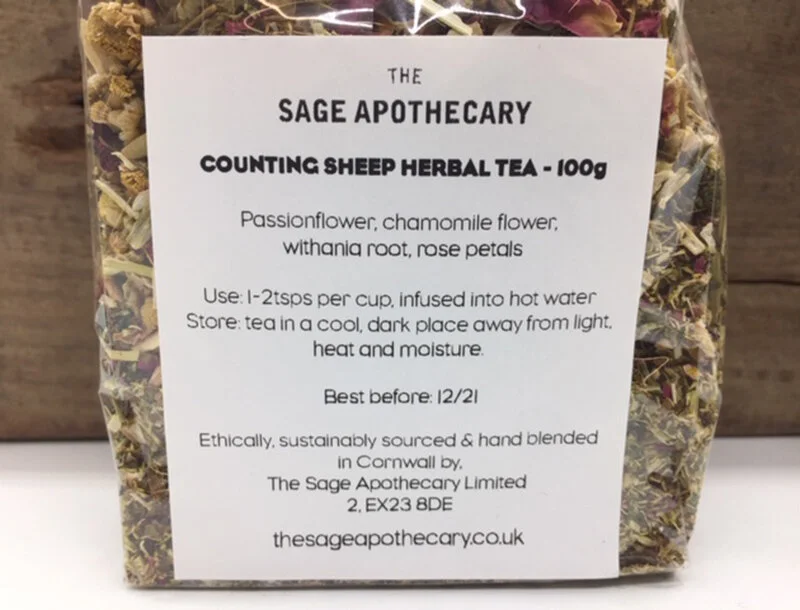 THE
SAGE APOTHECARY
COUNTING SHEEP HERBAL TEA - 100g
Passionflower, chamomile flower,
withania root, rose petals
Use: 1-2tsps per cup, infused into hot water
Store: tea in a cool, dark place away from light,
heat and moisture.
Best before: 12/21
Ethically, sustainably sourced & hand blended
in Cornwall by,
The Sage Apothecary Limited
2, EX23 8DE
thesageapothecary.co.uk